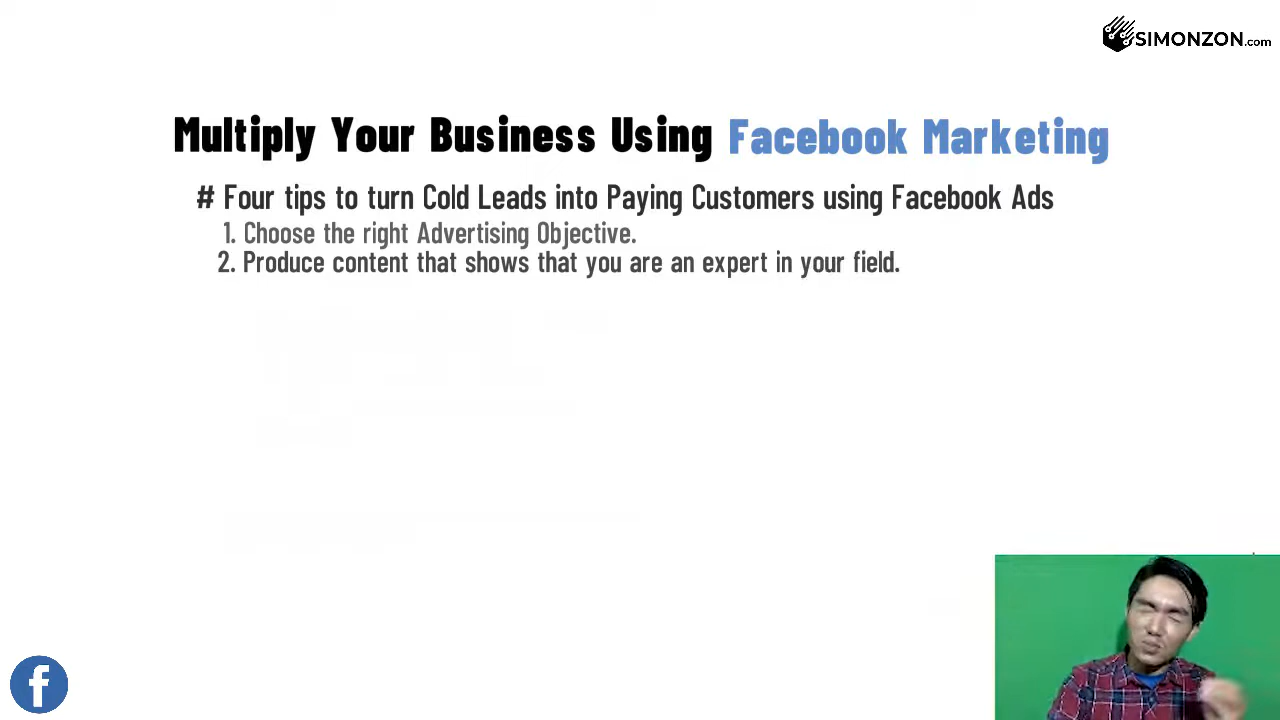 SIMONZON.com
Multiply Your Business Using Facebook Marketing
# Four tips to turn Cold Leads into Paying Customers using Facebook Ads
1. Choose the right Advertising Objective.
2. Produce content that shows that you are an expert in your field.
f